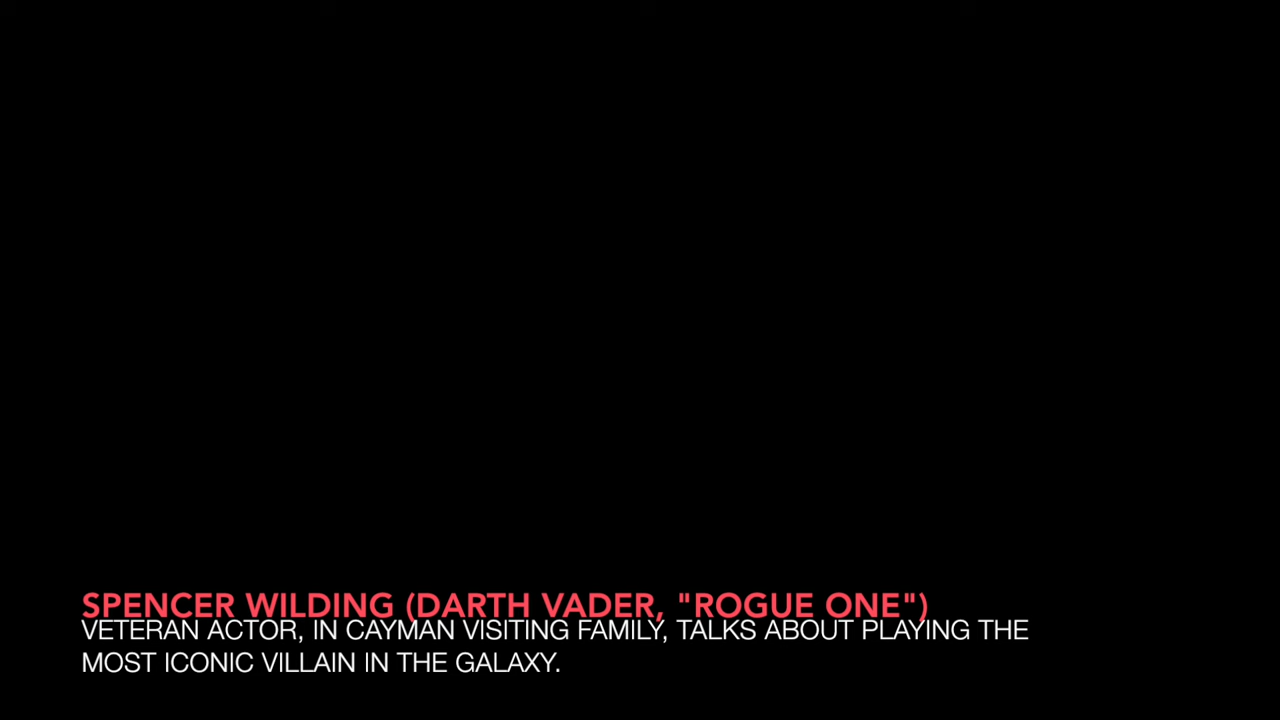 SPENCER WILDING (DARTH VADER, "ROGUE ONE")
VETERAN ACTOR, IN CAYMAN VISITING FAMILY, TALKS ABOUT PLAYING THE
MOST ICONIC VILLAIN IN THE GALAXY.